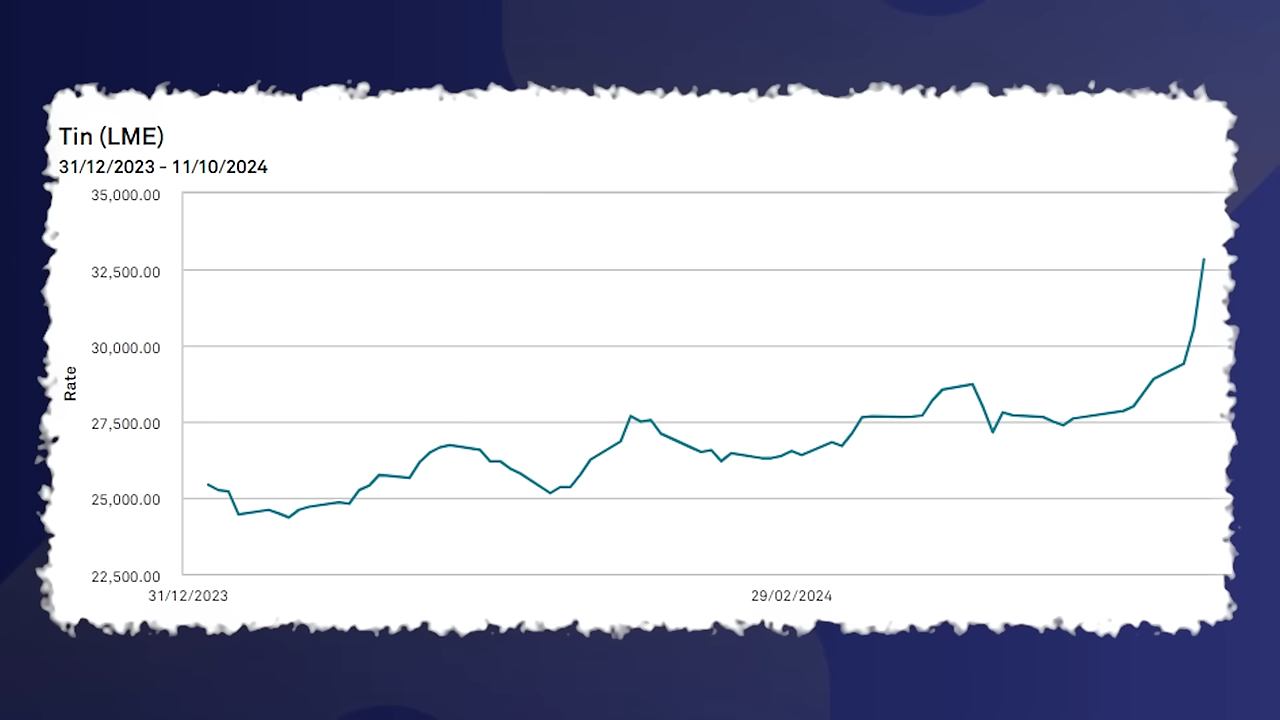 Tin (LME)
31/12/2023 - 11/10/2024
35,000.00
32,500.00
30,000.00
Rate
27,500.00
25,000.00
22,500.00
31/12/2023
29/02/2024